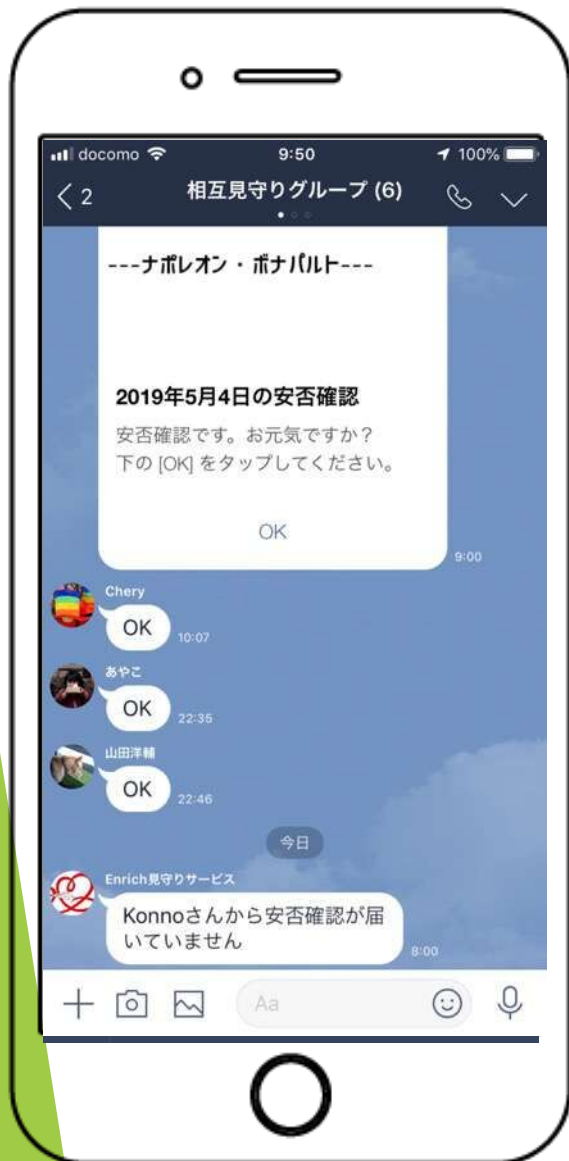 docomo 9:50 100%
2 相互見守りグループ (6)
---ナポレオン・ボナパルト---
2019年5月4日の安否確認
安否確認です。お元気ですか？
下の [OK] をタップしてください。
OK
9:00
Chery
OK 10:07
あやこ
OK 22:35
山田洋輔
OK 22:46
今日
Enrich見守りサービス
Konnoさんから安否確認が届
いていません
8:00
Aa